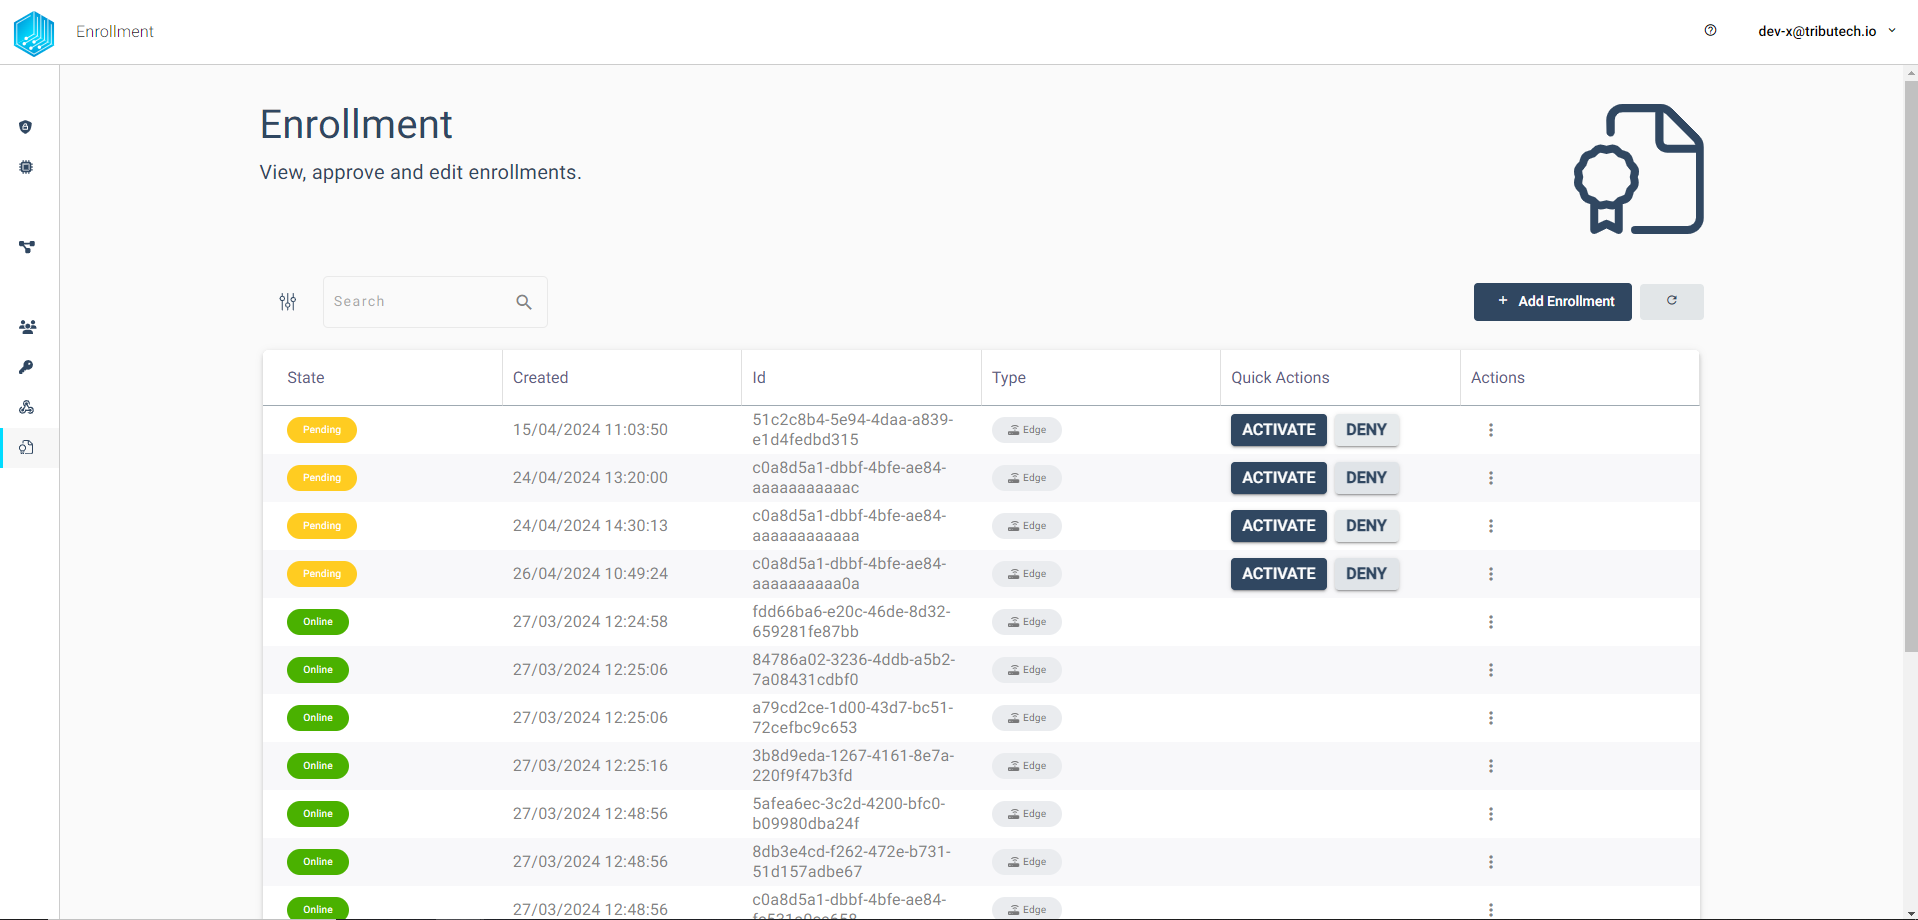 Enrollment
dev-x@tributech.io
Enrollment
View, approve and edit enrollments.
Search
+ Add Enrollment
State Created Id Type Quick Actions Actions
Pending 15/04/2024 11:03:50 51c2c8b4-5e94-4daa-a839-
e1d4fedbd315 Edge ACTIVATE DENY
Pending 24/04/2024 13:20:00 c0a8d5a1-dbbf-4bfe-ae84-
aaaaaaaaaaac Edge ACTIVATE DENY
Pending 24/04/2024 14:30:13 c0a8d5a1-dbbf-4bfe-ae84-
aaaaaaaaaaaa Edge ACTIVATE DENY
Pending 26/04/2024 10:49:24 c0a8d5a1-dbbf-4bfe-ae84-
aaaaaaaaaa0a Edge ACTIVATE DENY
Online 27/03/2024 12:24:58 fdd66ba6-e20c-46de-8d32-
659281fe87bb Edge
Online 27/03/2024 12:25:06 84786a02-3236-4ddb-a5b2-
7a08431cdbf0 Edge
Online 27/03/2024 12:25:06 a79cd2ce-1d00-43d7-bc51-
72cefbc9c653 Edge
Online 27/03/2024 12:25:16 3b8d9eda-1267-4161-8e7a-
220f9f47b3fd Edge
Online 27/03/2024 12:48:56 5afea6ec-3c2d-4200-bfc0-
b09980dba24f Edge
Online 27/03/2024 12:48:56 8db3e4cd-f262-472e-b731-
51d157adbe67 Edge
Online 27/03/2024 12:48:56 c0a8d5a1-dbbf-4bfe-ae84-
Edge